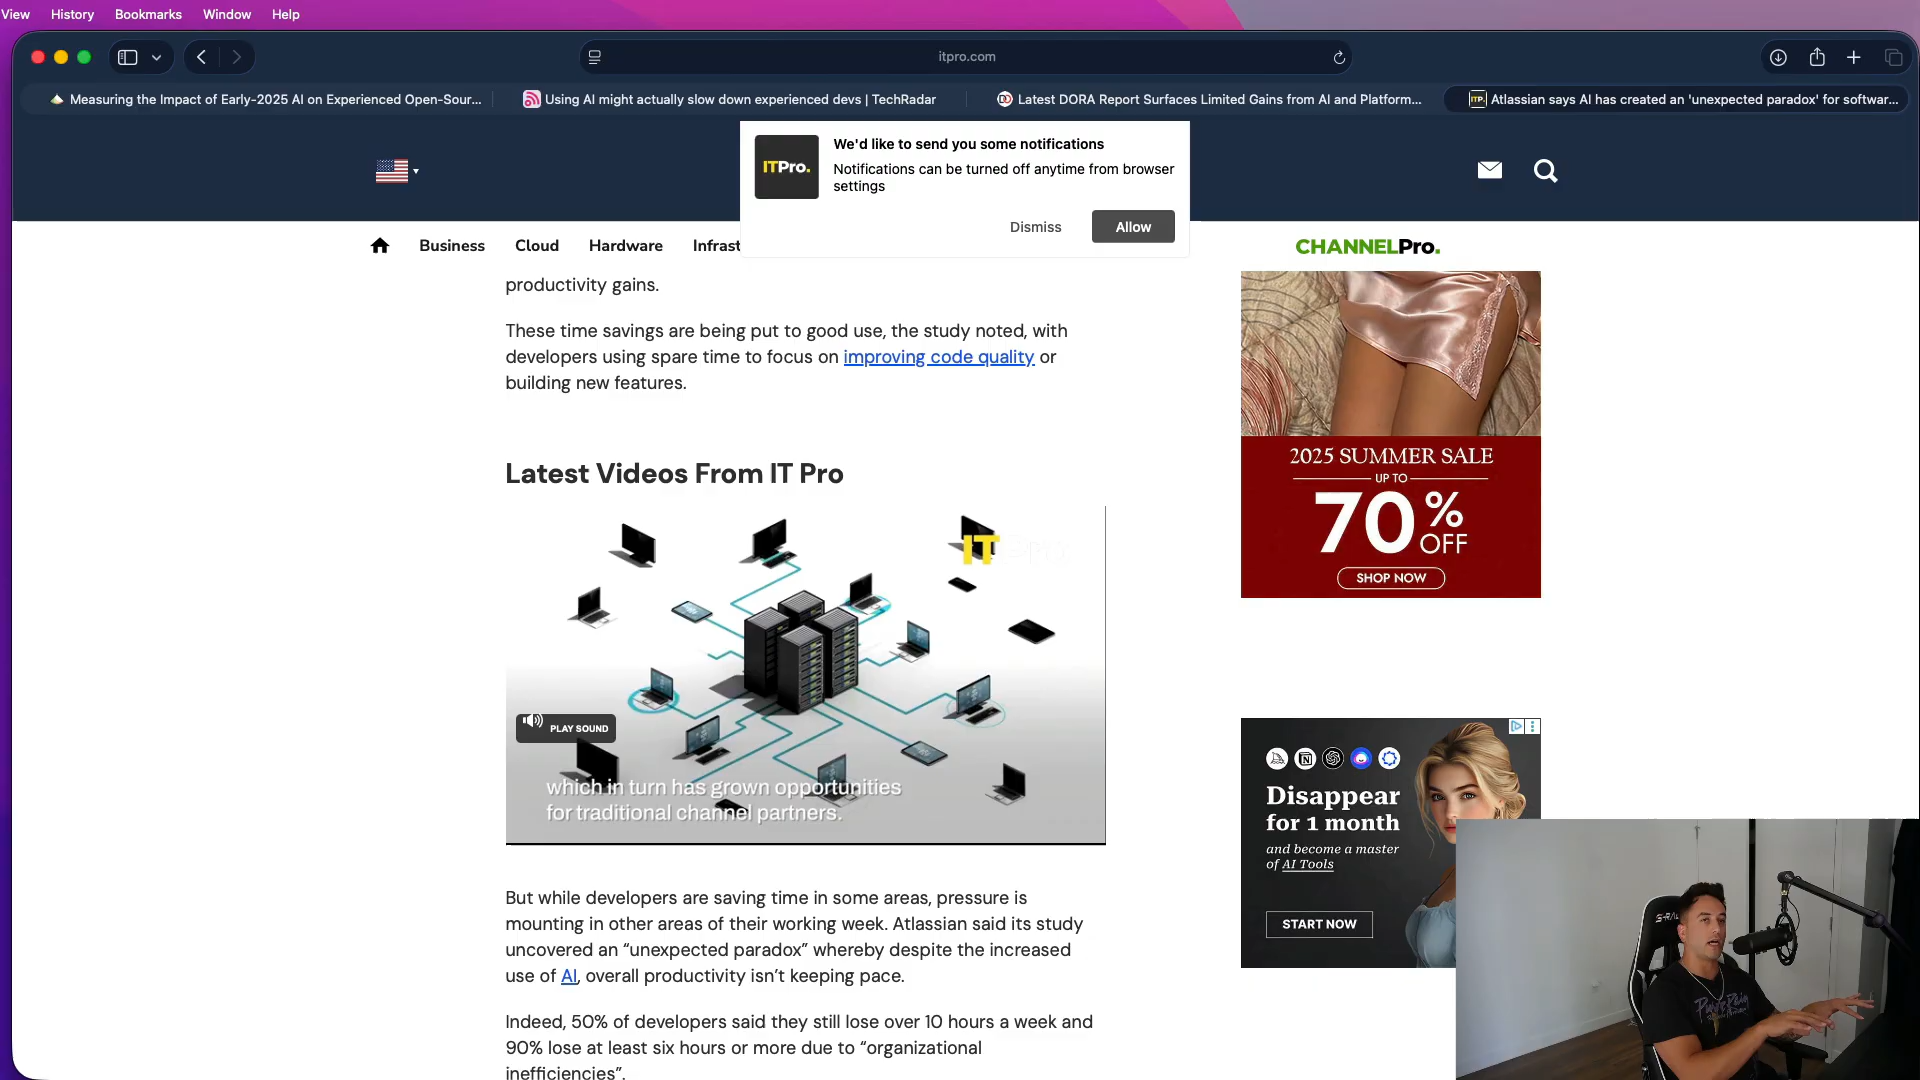 View History Bookmarks Window Help
itpro.com
Measuring the Impact of Early-2025 AI on Experienced Open-Sour...
Using AI might actually slow down experienced devs | TechRadar
Latest DORA Report Surfaces Limited Gains from AI and Platform...
ITP. Atlassian says AI has created an 'unexpected paradox' for softwar...
ITPro.
We'd like to send you some notifications
Notifications can be turned off anytime from browser
settings
Dismiss
Allow
Business Cloud Hardware Infrast
CHANNELPro.
productivity gains.
These time savings are being put to good use, the study noted, with
developers using spare time to focus on improving code quality or
building new features.
Latest Videos From IT Pro
IT Pro
PLAY SOUND
which in turn has grown opportunities
for traditional channel partners.
But while developers are saving time in some areas, pressure is
mounting in other areas of their working week. Atlassian said its study
uncovered an “unexpected paradox” whereby despite the increased
use of AI, overall productivity isn’t keeping pace.
Indeed, 50% of developers said they still lose over 10 hours a week and
90% lose at least six hours or more due to “organizational
inefficiencies”.
2025 SUMMER SALE
UP TO
70%
OFF
SHOP NOW
Disappear
for 1 month
and become a master
of AI Tools
START NOW